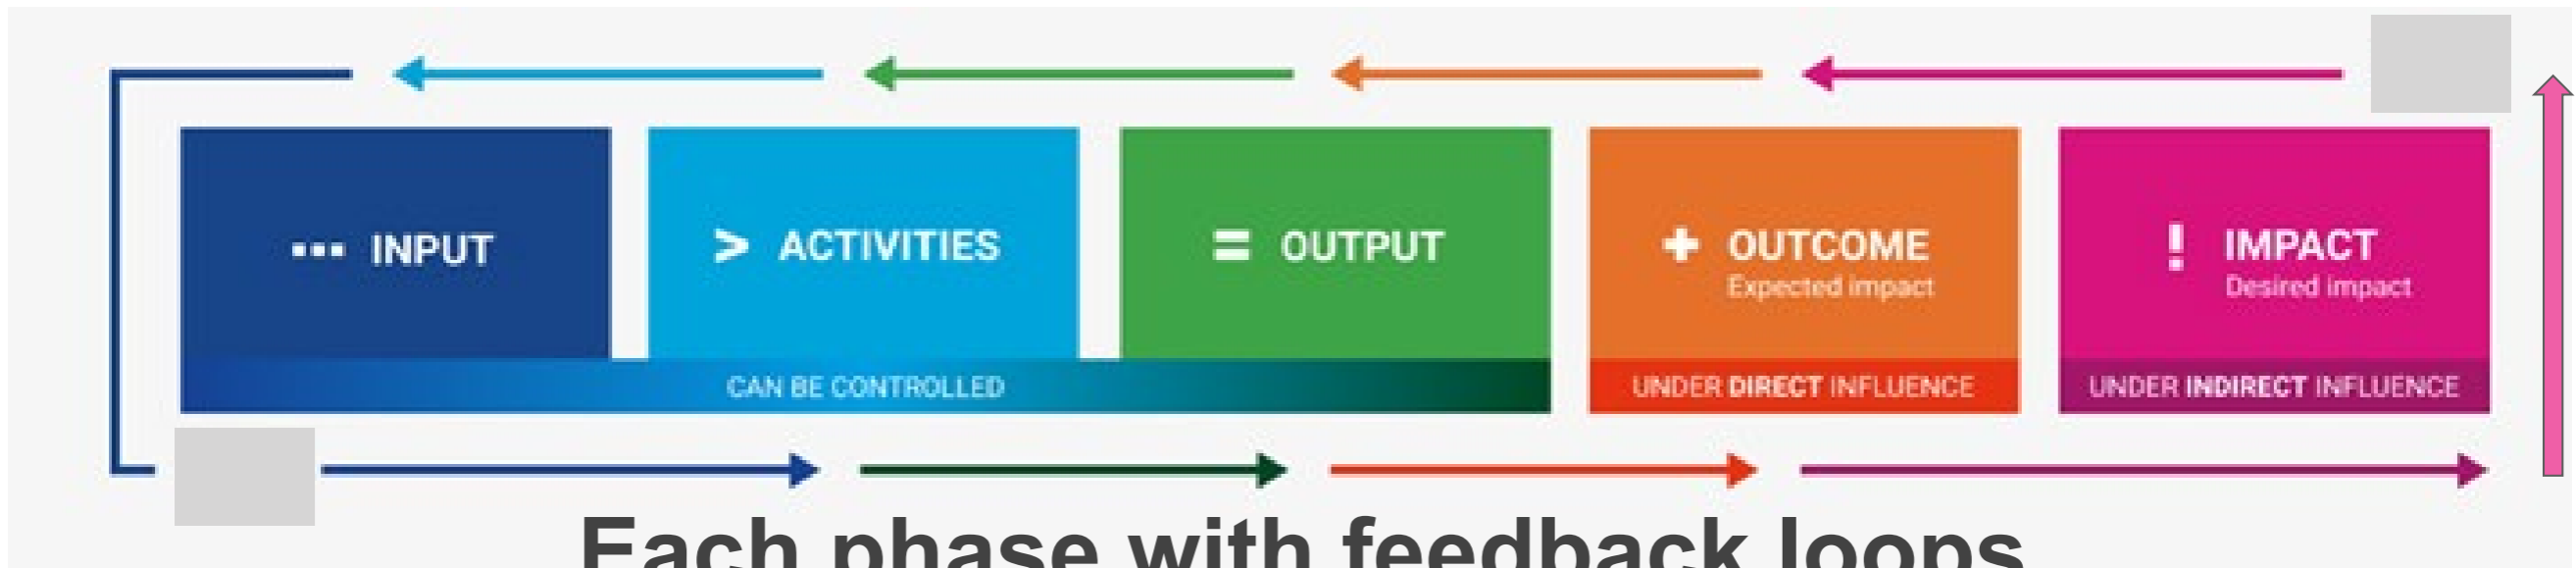 INPUT
> ACTIVITIES
= OUTPUT
+ OUTCOME
Expected impact
! IMPACT
Desired impact
CAN BE CONTROLLED
UNDER DIRECT INFLUENCE
UNDER INDIRECT INFLUENCE
Each phase with feedback loops